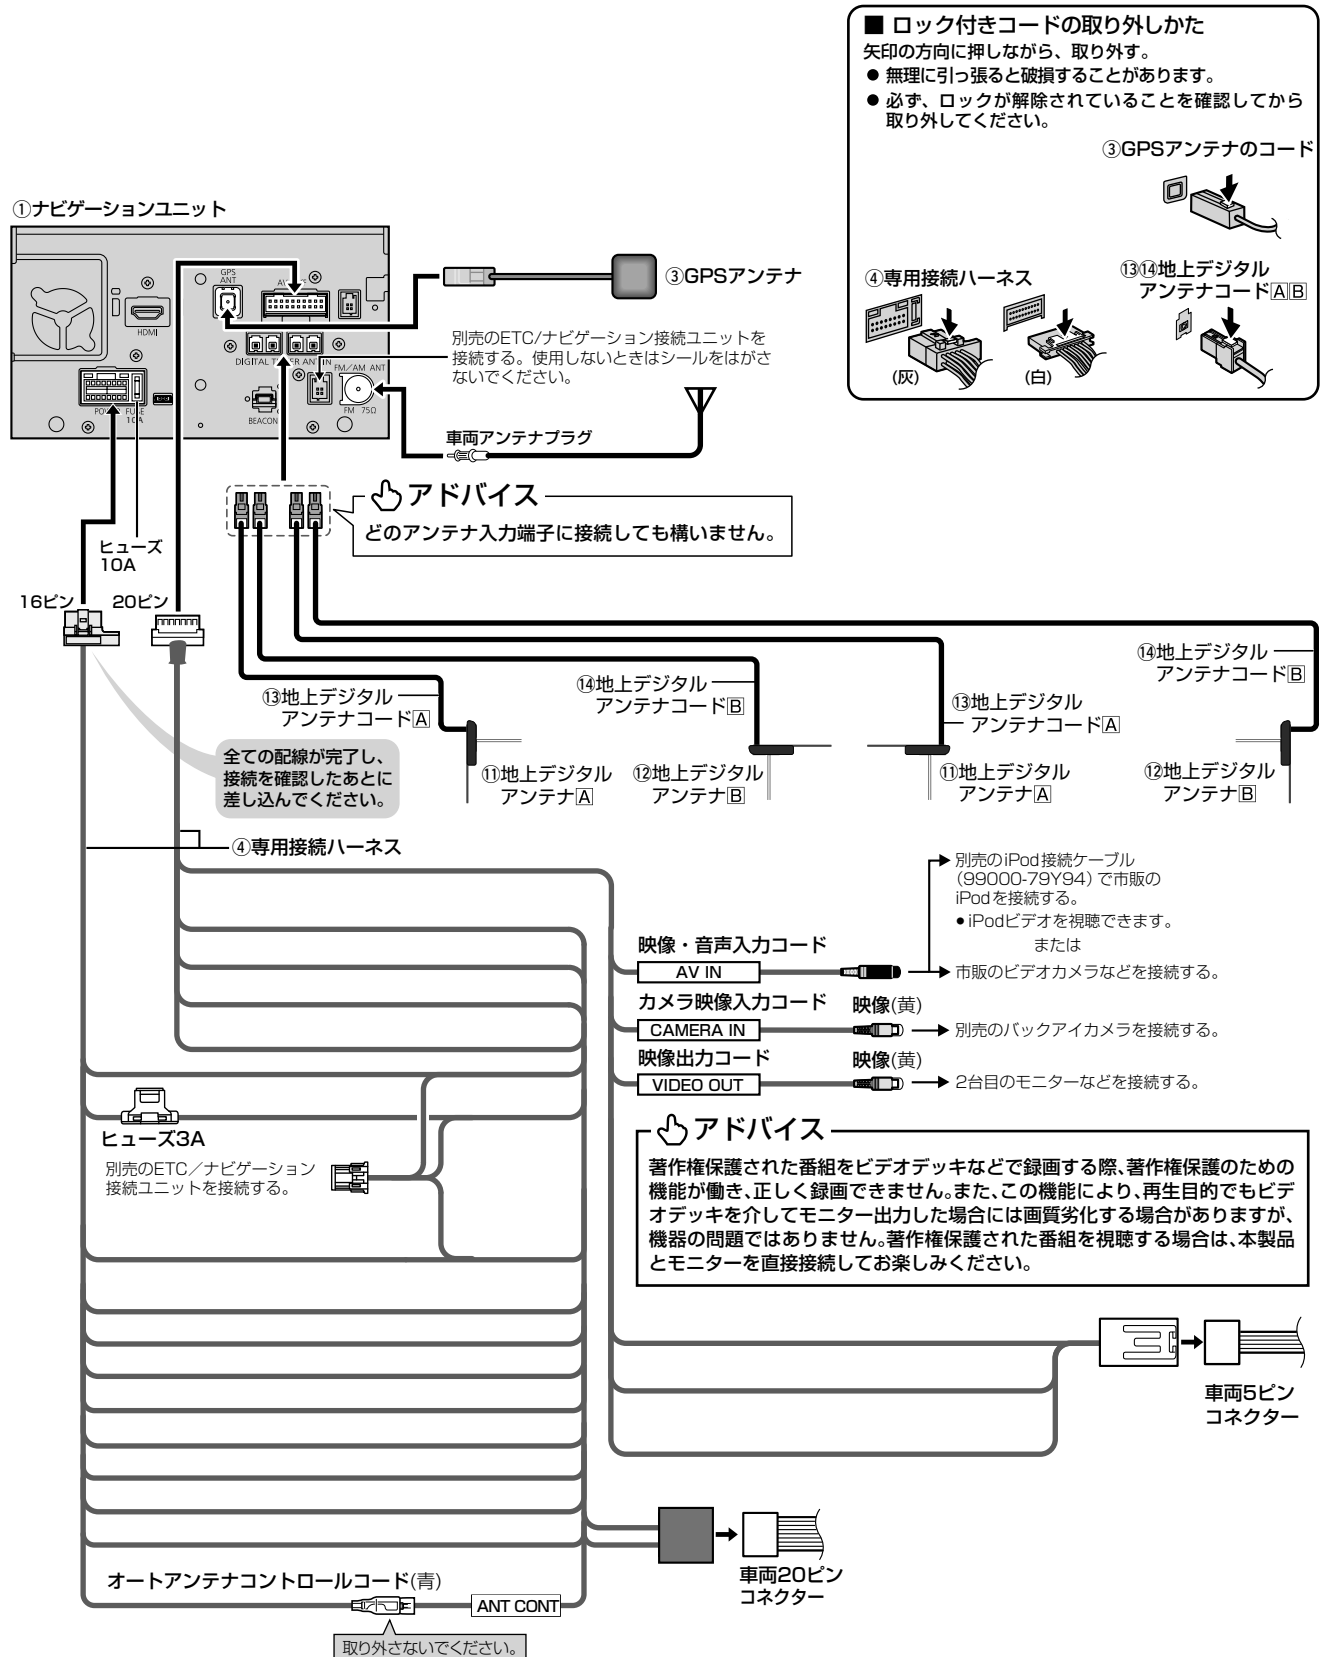 ■ ロック付きコードの取り外しかた
矢印の方向に押しながら、取り外す。
● 無理に引っ張ると破損することがあります。
● 必ず、ロックが解除されていることを確認してから
取り外してください。
③GPSアンテナのコード
④専用接続ハーネス
(灰)
(白)
⑬⑭地上デジタル
アンテナコードAB
①ナビゲーションユニット
HDMI
GPS
ANT
DIGITAL
ANT IN
FM/AM ANT
FM 75Ω
BEACON
FUSE
10A
③GPSアンテナ
別売のETC/ナビゲーション接続ユニットを
接続する。使用しないときはシールをはがさ
ないでください。
車両アンテナプラグ
アドバイス
どのアンテナ入力端子に接続しても構いません。
ヒューズ
10A
16ピン
20ピン
⑬地上デジタル
アンテナコードA
⑭地上デジタル
アンテナコードB
⑬地上デジタル
アンテナコードA
⑭地上デジタル
アンテナコードB
⑪地上デジタル
アンテナA
⑫地上デジタル
アンテナB
⑪地上デジタル
アンテナA
⑫地上デジタル
アンテナB
全ての配線が完了し、
接続を確認したあとに
差し込んでください。
④専用接続ハーネス
別売のiPod接続ケーブル
(99000-79Y94)で市販の
iPodを接続する。
●iPodビデオを視聴できます。
または
市販のビデオカメラなどを接続する。
映像・音声入力コード
AV IN
カメラ映像入力コード
CAMERA IN
映像(黄)
別売のバックアイカメラを接続する。
映像出力コード
VIDEO OUT
映像(黄)
2台目のモニターなどを接続する。
ヒューズ3A
別売のETC／ナビゲーション
接続ユニットを接続する。
アドバイス
著作権保護された番組をビデオデッキなどで録画する際、著作権保護のための
機能が働き、正しく録画できません。また、この機能により、再生目的でもビデ
オデッキを介してモニター出力した場合には画質劣化する場合がありますが、
機器の問題ではありません。著作権保護された番組を視聴する場合は、本製品
とモニターを直接接続してお楽しみください。
車両5ピン
コネクター
車両20ピン
コネクター
オートアンテナコントロールコード(青)
ANT CONT
取り外さないでください。